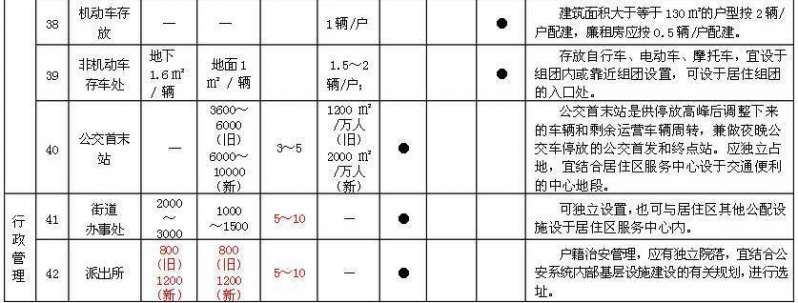 38
机动车存
放
—
—
1辆/户
●
建筑面积大于等于130㎡的户型按2辆/
户配建，廉租房应按0.5辆/户配建。
39
非机动车
存车处
地下
1.6㎡
/辆
地面1
㎡/辆
1.5～2
辆/户;
●
存放自行车、电动车、摩托车，宜设于
组团内或靠近组团设置，可设于居住组团
的入口处。
40
公交首末
站
—
3600～
6000
(旧)
6000～
10000
(新)
3～5
1200㎡
/万人
(旧)
2000㎡
/万人
(新)
●
公交首末站是供停放高峰后调整下来
的车辆和剩余运营车辆周转，兼做夜晚公
交车停放的公交首发和终点站。应独立占
地，宜结合居住区服务中心设于交通便利
的中心地段。
行
政
管
理
41
街道
办事处
2000
～
3000
1000
～1500
5～10
—
●
可独立设置，也可与居住区其他公配设
施设于居住区服务中心内。
42
派出所
800
(旧)
1200
(新)
800
(旧)
1200
(新)
5～10
—
●
户籍治安管理，应有独立院落，宜结合公
安系统内部基层设施建设的有关规划，进行选
址。